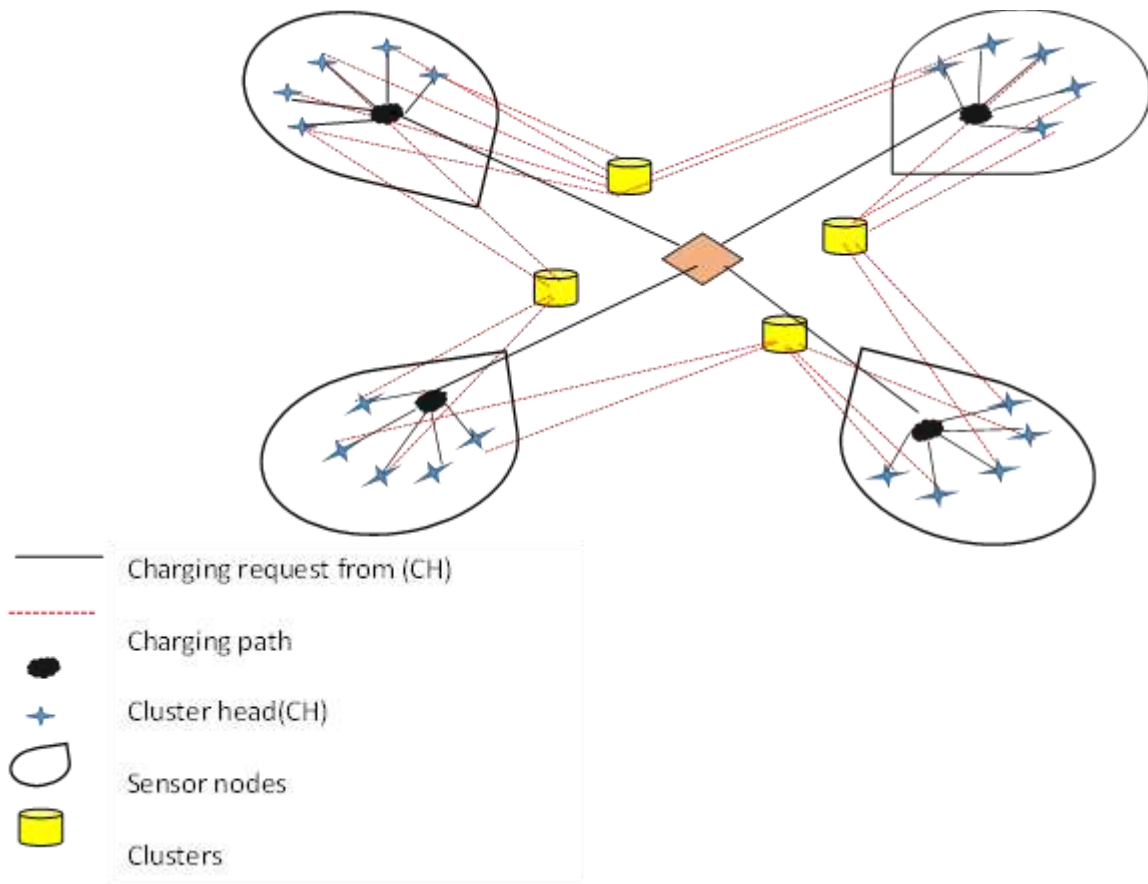 Charging request from (CH)
Charging path
Cluster head(CH)
Sensor nodes
Clusters